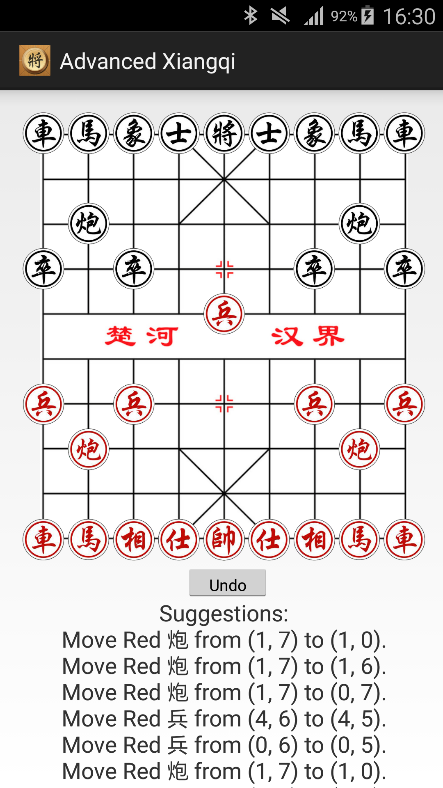 92% 16:30
將 Advanced Xiangqi
車馬象士將士象馬車
炮 炮
卒 卒 卒 卒
兵
楚河 汉界
兵 兵 兵 兵
炮 炮
車馬相仕帥仕相馬車
Undo
Suggestions:
Move Red 炮 from (1, 7) to (1, 0).
Move Red 炮 from (1, 7) to (1, 6).
Move Red 炮 from (1, 7) to (0, 7).
Move Red 兵 from (4, 6) to (4, 5).
Move Red 兵 from (0, 6) to (0, 5).
Move Red 炮 from (1, 7) to (1, 0).